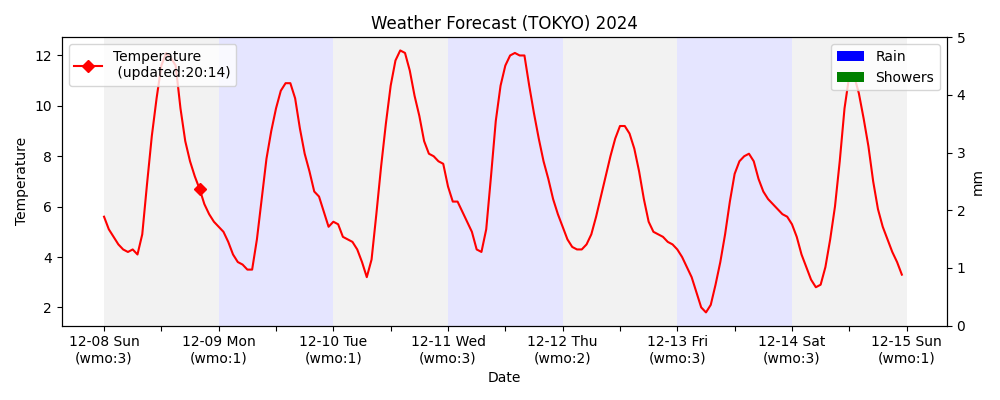 Weather Forecast (TOKYO) 2024
Temperature
(updated:20:14)
Rain
Showers
Temperature
12
10
8
6
4
2
5
4
3
2
1
0
mm
12-08 Sun
(wmo:3)
12-09 Mon
(wmo:1)
12-10 Tue
(wmo:1)
12-11 Wed
(wmo:3)
12-12 Thu
(wmo:2)
12-13 Fri
(wmo:3)
12-14 Sat
(wmo:3)
12-15 Sun
(wmo:1)
Date